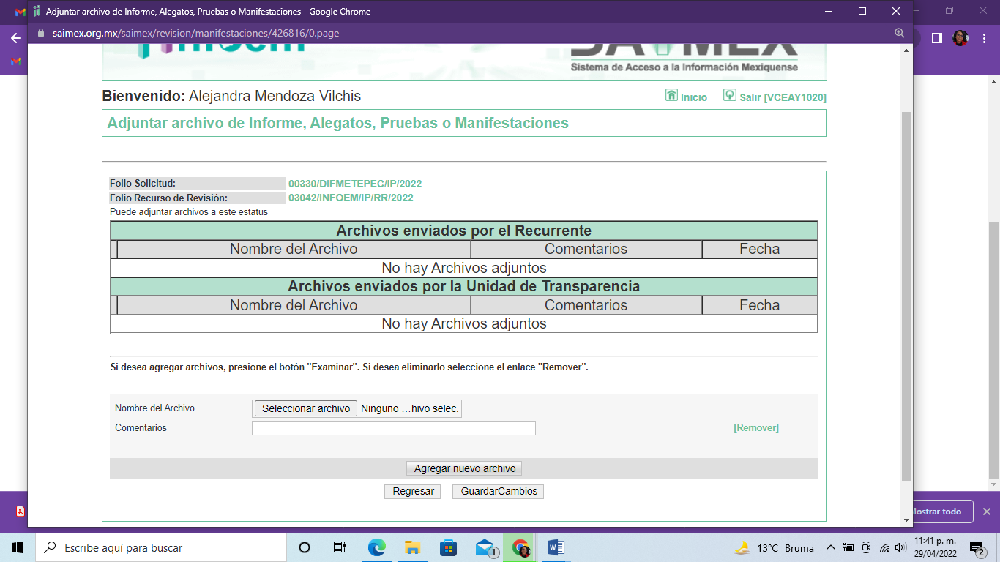 Adjuntar archivo de Informe, Alegatos, Pruebas o Manifestaciones - Google Chrome
saimex.org.mx/saimex/revision/manifestaciones/426816/0.page
Sistema de Acceso a la Información Mexiquense
Bienvenido: Alejandra Mendoza Vilchis
Inicio
Salir [VCEAY1020]
Adjuntar archivo de Informe, Alegatos, Pruebas o Manifestaciones
Folio Solicitud: 00330/DIFMETEPEC/IP/2022
Folio Recurso de Revisión: 03042/INFOEM/IP/RR/2022
Puede adjuntar archivos a este estatus
Archivos enviados por el Recurrente
Nombre del Archivo Comentarios Fecha
No hay Archivos adjuntos
Archivos enviados por la Unidad de Transparencia
Nombre del Archivo Comentarios Fecha
No hay Archivos adjuntos
Si desea agregar archivos, presione el botón "Examinar". Si desea eliminarlo seleccione el enlace "Remover".
Nombre del Archivo Seleccionar archivo Ninguno ...hivo selec.
Comentarios [Remover]
Agregar nuevo archivo
Regresar GuardarCambios
Mostrar todo
Escribe aquí para buscar
1
13°C Bruma
11:41 p. m.
29/04/2022
2